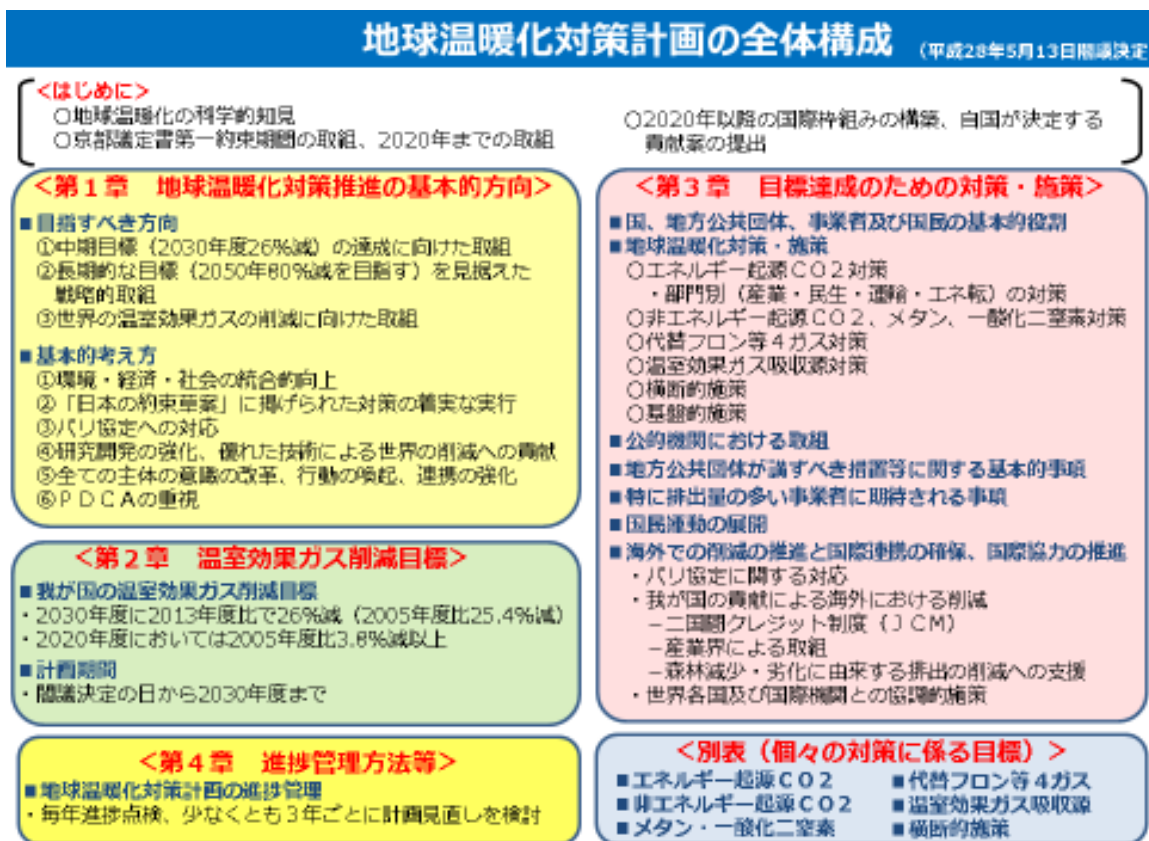 地球温暖化対策計画の全体構成 (平成28年5月13日閣議決定
<はじめに>
○地球温暖化の科学的知見
○京都議定書第一約束期間の取組、2020年までの取組
○2020年以降の国際枠組みの構築、自国が決定する
貢献案の提出
<第1章 地球温暖化対策推進の基本的方向>
■目指すべき方向
①中期目標（2030年度26%減）の達成に向けた取組
②長期的な目標（2050年80%減を目指す）を見据えた
戦略的取組
③世界の温室効果ガスの削減に向けた取組
■基本的考え方
①環境・経済・社会の統合的向上
②「日本の約束草案」に掲げられた対策の着実な実行
③パリ協定への対応
④研究開発の強化、優れた技術による世界の削減への貢献
⑤全ての主体の意識の改革、行動の喚起、連携の強化
⑥PDCAの重視
<第2章 温室効果ガス削減目標>
■我が国の温室効果ガス削減目標
・2030年度に2013年度比で26%減（2005年度比25.4%減）
・2020年度においては2005年度比3.8%減以上
■計画期間
・閣議決定の日から2030年度まで
<第4章 進捗管理方法等>
■地球温暖化対策計画の進捗管理
・毎年進捗点検、少なくとも3年ごとに計画見直しを検討
<第3章 目標達成のための対策・施策>
■国、地方公共団体、事業者及び国民の基本的役割
■地球温暖化対策・施策
○エネルギー起源CO2対策
・部門別（産業・民生・運輸・エネ転）の対策
○非エネルギー起源CO2、メタン、一酸化二窒素対策
○代替フロン等4ガス対策
○温室効果ガス吸収源対策
○横断的施策
○基盤的施策
■公的機関における取組
■地方公共団体が講ずべき措置等に関する基本的事項
■特に排出量の多い事業者に期待される事項
■国民運動の展開
■海外での削減の推進と国際連携の確保、国際協力の推進
・パリ協定に関する対応
・我が国の貢献による海外における削減
－二国間クレジット制度（JCM）
－産業界による取組
－森林減少・劣化に由来する排出の削減への支援
・世界各国及び国際機関との協調的施策
<別表（個々の対策に係る目標）>
■エネルギー起源CO2 ■代替フロン等4ガス
■非エネルギー起源CO2 ■温室効果ガス吸収源
■メタン・一酸化二窒素 ■横断的施策